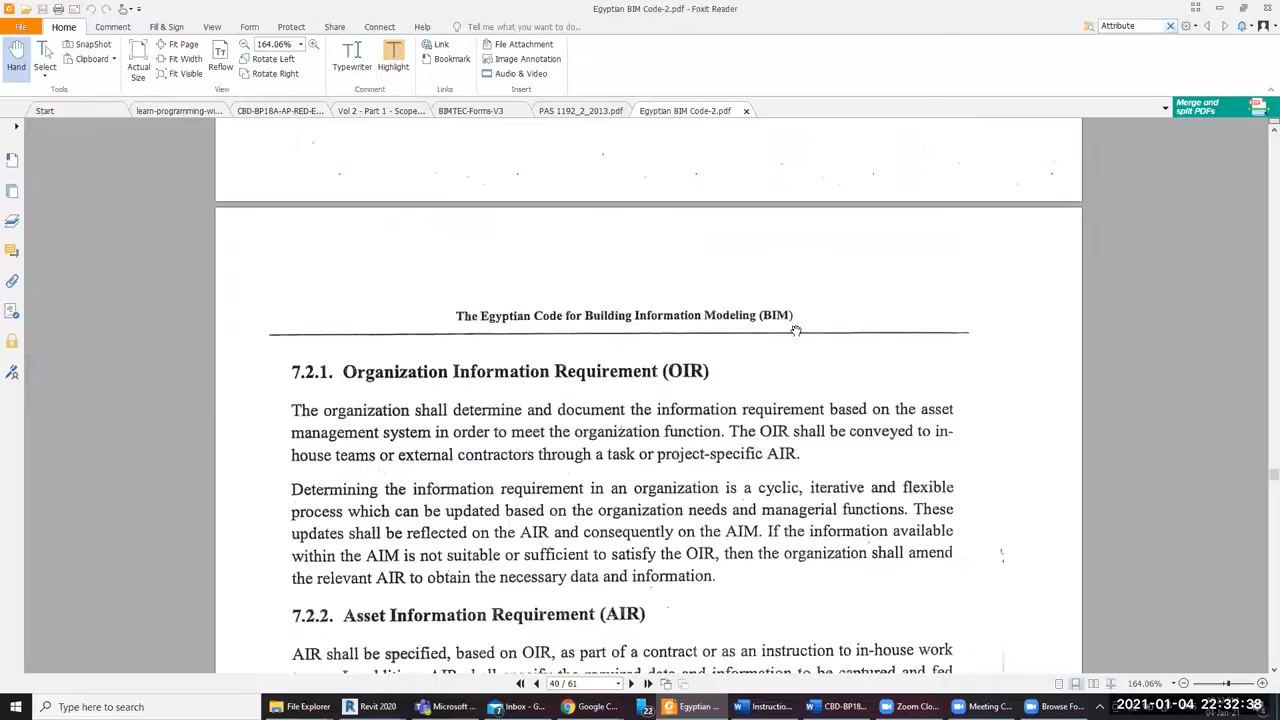 Egyptian BIM Code-2.pdf - Foxit Reader
File Home Comment View Form Protect Share Connect Help Fill & Sign Tell me what you want to do...
Attribute
Hand
Select
SnapShot
Clipboard
Tools
Actual Size
Fit Page
Fit Width
Fit Visible
Reflow
164.06%
Rotate Left
Rotate Right
View
Typewriter
Highlight
Comment
Link
Bookmark
Links
File Attachment
Image Annotation
Audio & Video
Insert
Start learn-programming-wi... CBD-BP18A-AP-RED-E... Vol 2 - Part 1 - Scope... BIMTEC-Forms-V3 PAS 1192_2_2013.pdf Egyptian BIM Code-2.pdf
Merge and
split PDFs
The Egyptian Code for Building Information Modeling (BIM)
7.2.1. Organization Information Requirement (OIR)
The organization shall determine and document the information requirement based on the asset
management system in order to meet the organization function. The OIR shall be conveyed to in-
house teams or external contractors through a task or project-specific AIR.
Determining the information requirement in an organization is a cyclic, iterative and flexible
process which can be updated based on the organization needs and managerial functions. These
updates shall be reflected on the AIR and consequently on the AIM. If the information available
within the AIM is not suitable or sufficient to satisfy the OIR, then the organization shall amend
the relevant AIR to obtain the necessary data and information.
7.2.2. Asset Information Requirement (AIR)
AIR shall be specified, based on OIR, as part of a contract or as an instruction to in-house work
40 / 61
164.06%
Type here to search
File Explorer Revit 2020 Microsoft ... Inbox - G... Google C... 22 Egyptian ... Instructio... CBD-BP18... Zoom Clo... Meeting C... Browse Fo...
2021-01-04 22:32:38